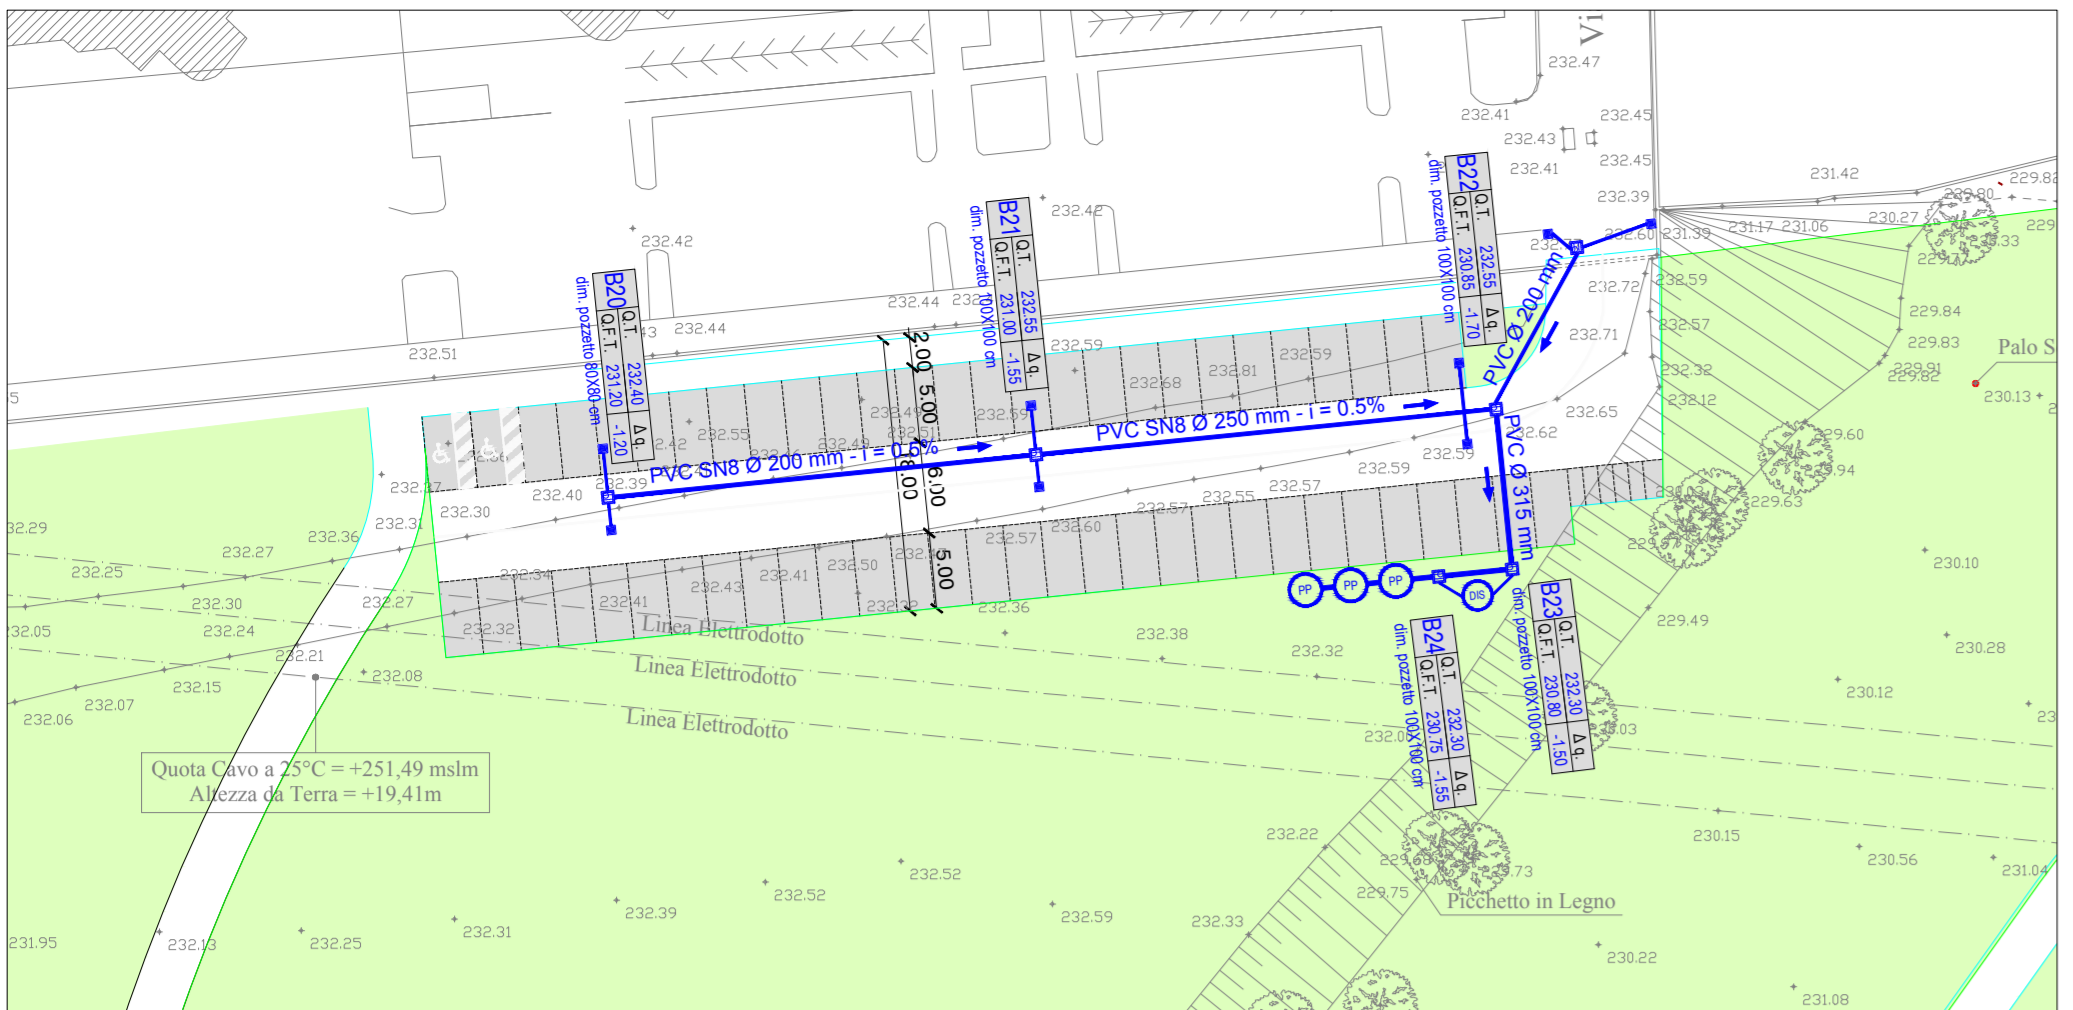 Vi
232.47
232.41
232.45
232.43
232.45
232.41
232.39
231.42
229.82
230.27
231.17
231.06
231.39
232.60
232.42
232.42
B22
Q.T. 232.55 Δq.
Q.F.T. 230.85 -1.70
dim. pozzetto 100X100 cm
B21
Q.T. 232.55 Δq.
Q.F.T. 231.00 -1.55
dim. pozzetto 100X100 cm
B20
Q.T. 232.40 Δq.
Q.F.T. 231.20 -1.20
dim. pozzetto 80X80 cm
232.59
232.72
232.57
232.71
229.84
229.83
229.91
229.82
Palo S
230.13
232.44
232.44
232.51
232.59
232.59
232.81
232.68
232.59
232.55
232.32
232.12
232.65
232.62
232.59
232.59
PVC Ø 200 mm
PVC SN8 Ø 250 mm - i = 0.5%
PVC SN8 Ø 200 mm - i = 0.5%
PVC Ø 315 mm
2.00
5.00
6.00
18.00
5.00
229.60
229.63
232.39
232.40
232.30
232.37
232.31
232.29
232.36
232.27
232.25
232.30
232.24
232.27
232.21
232.05
232.15
232.07
232.06
232.08
232.57
232.55
232.57
232.60
232.57
232.50
232.41
232.43
232.34
232.41
232.32
232.32
232.36
232.38
232.32
PP
PP
PP
DIS
B23
Q.T. 232.30 Δq.
Q.F.T. 230.80 -1.50
dim. pozzetto 100X100 cm
B24
Q.T. 232.30 Δq.
Q.F.T. 230.75 -1.55
dim. pozzetto 100X100 cm
Linea Elettrodotto
Linea Elettrodotto
Linea Elettrodotto
229.49
230.10
230.28
230.12
230.15
230.56
231.04
230.22
231.08
Quota Cavo a 25°C = +251,49 mslm
Altezza da Terra = +19,41m
232.22
229.68
229.75
Picchetto in Legno
232.52
232.52
232.59
232.33
232.39
232.31
232.25
232.13
231.95